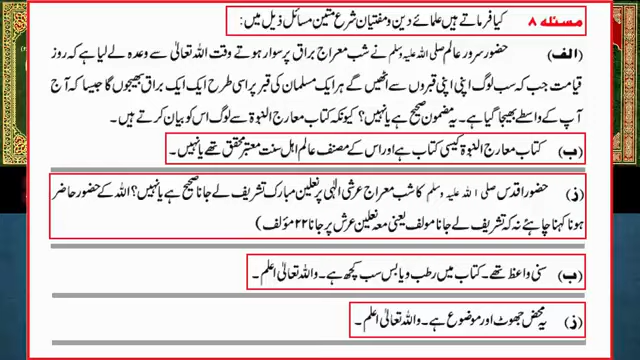 مسئلہ ۸ کیا فرماتے ہیں علمائے دین و مفتیان شرع متین مسائل ذیل میں:
(الف) حضور سرور عالم صلی اللہ علیہ وسلم نے شب معراج براق پر سوار ہوتے وقت اللہ تعالیٰ سے وعدہ لے لیا ہے کہ روز
قیامت جب کہ سب لوگ اپنی اپنی قبروں سے اٹھیں گے ہر ایک مسلمان کی قبر پر اسی طرح ایک ایک براق بھیجوں گا جیسا کہ آج
آپ کے واسطے بھیجا گیا ہے۔ یہ مضمون صحیح ہے یا نہیں؟ کیونکہ کتاب معارج النبوۃ سے لوگ اس کو بیان کرتے ہیں۔
(ب) کتاب معارج النبوۃ کیسی کتاب ہے اور اس کے مصنف عالم اہل سنت معتبر محقق تھے یا نہیں۔
(ز) حضور اقدس صلی اللہ علیہ وسلم کا شب معراج عرش الٰہی پر نعلین مبارک تشریف لے جانا صحیح ہے یا نہیں؟ اللہ کے حضور حاضر
ہونا کہنا چاہئے نہ کہ تشریف لے جانا مولف یعنی معہ نعلین عرش پر جانا ۲۲ مؤلف)
(ب) سنی واعظ تھے۔ کتاب میں رطب و یابس سب کچھ ہے۔ واللہ تعالیٰ اعلم۔
(ز) یہ محض جھوٹ اور موضوع ہے۔ واللہ تعالیٰ اعلم۔